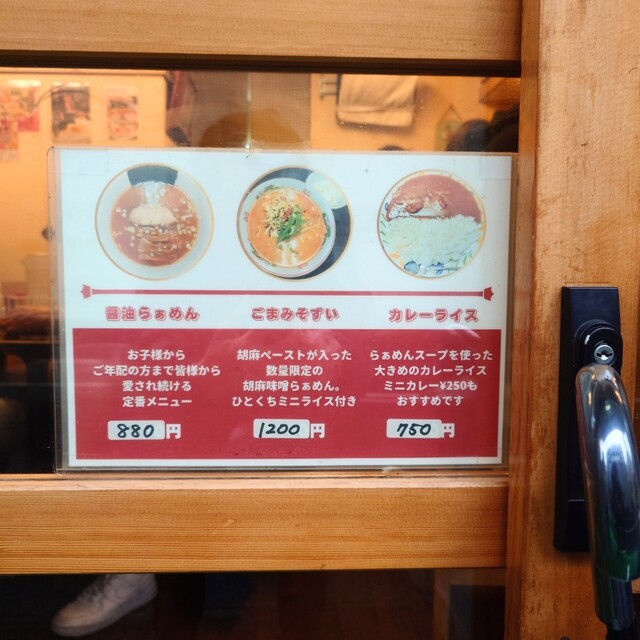 醤油らぁめん
お子様から
ご年配の方まで皆様から
愛され続ける
定番メニュー
880円
ごまみそずい
胡麻ペーストが入った
数量限定の
胡麻味噌らぁめん。
ひとくちミニライス付き
1200円
カレーライス
らぁめんスープを使った
大きめのカレーライス
ミニカレー¥250も
おすすめです
750円